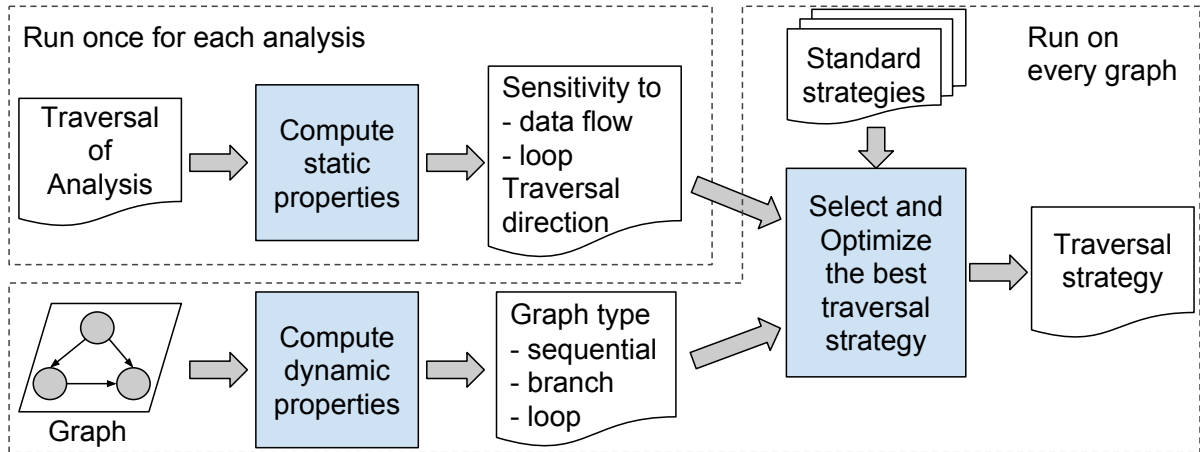 Run once for each analysis
Traversal
of
Analysis
Compute
static
properties
Sensitivity to
- data flow
- loop
Traversal
direction
Standard
strategies
Run on
every graph
Select and
Optimize
the best
traversal
strategy
Traversal
strategy
Graph
Compute
dynamic
properties
Graph type
- sequential
- branch
- loop